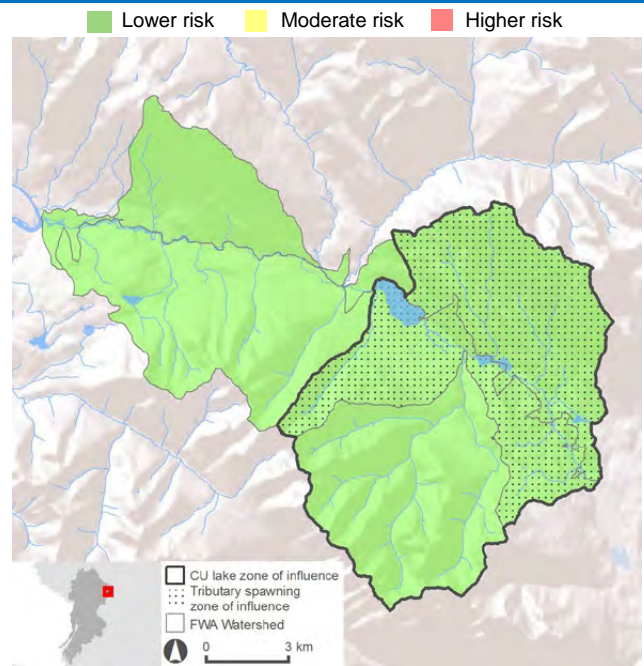 Lower risk Moderate risk Higher risk
CU lake zone of influence
Tributary spawning
zone of influence
FWA Watershed
0 3 km